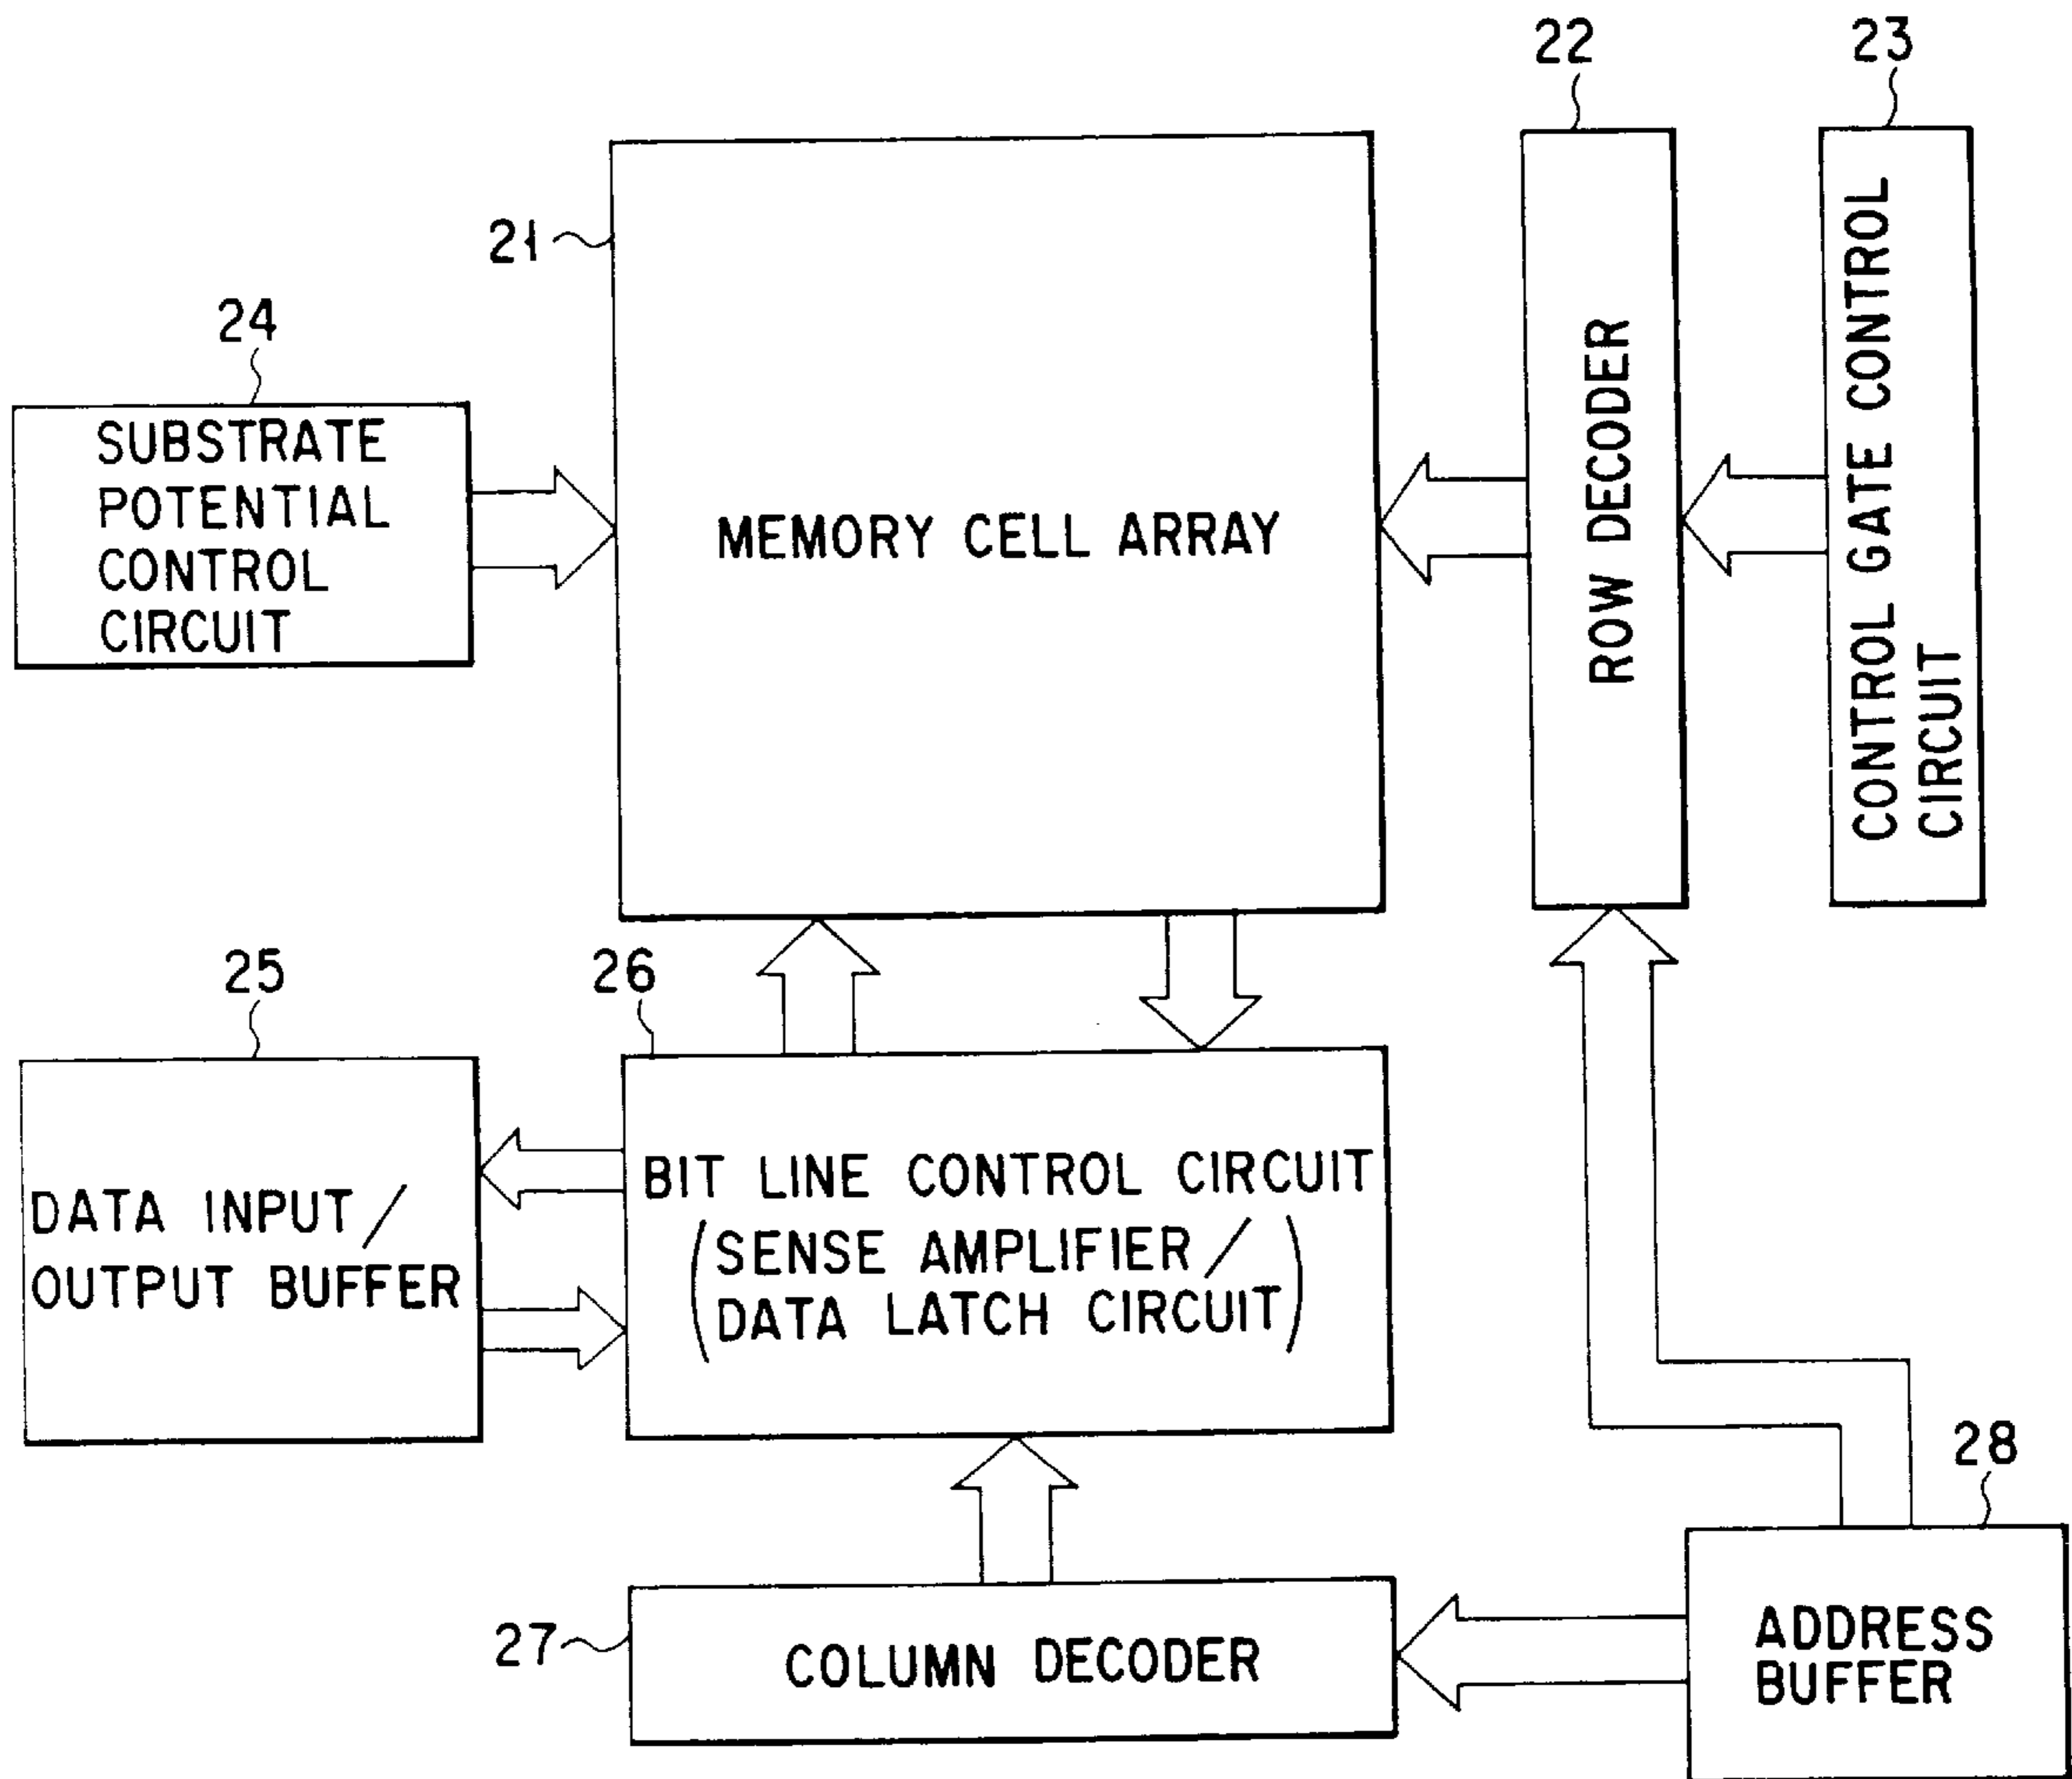 22
23
21
24
SUBSTRATE
POTENTIAL
CONTROL
CIRCUIT
MEMORY CELL ARRAY
ROW DECODER
CONTROL GATE CONTROL
CIRCUIT
25
26
DATA INPUT/
OUTPUT BUFFER
BIT LINE CONTROL CIRCUIT
(SENSE AMPLIFIER/
DATA LATCH CIRCUIT)
28
27
COLUMN DECODER
ADDRESS
BUFFER